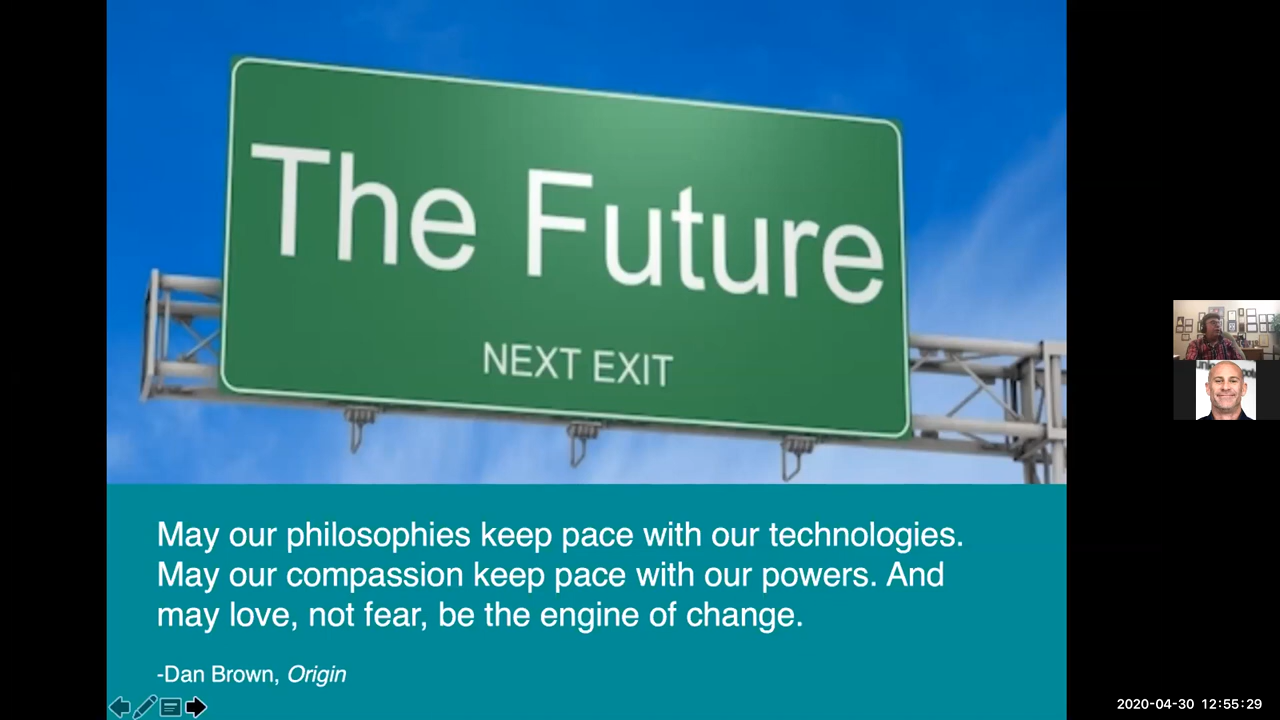 The Future
NEXT EXIT
May our philosophies keep pace with our technologies.
May our compassion keep pace with our powers. And
may love, not fear, be the engine of change.
-Dan Brown, Origin
2020-04-30 12:55:29